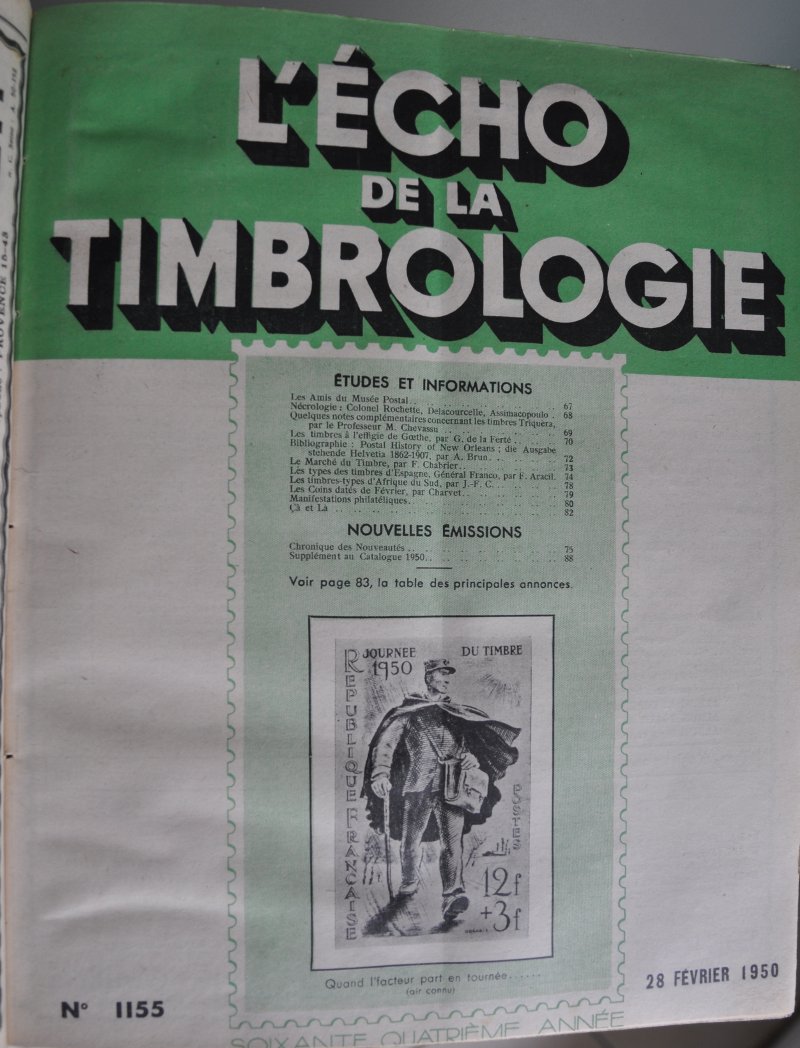 L'ÉCHO
DE LA
TIMBROLOGIE
ÉTUDES ET INFORMATIONS
Les Amis du Musée Postal.. .. .. .. .. .. .. 67
Nécrologie : Colonel Rochette, Delacourcelle, Assimacopoulo . 68
Quelques notes complémentaires concernant les timbres Triquéra,
par le Professeur M. Chevassu .. .. .. .. .. .. 69
Les timbres à l'effigie de Gœthe, par G. de la Ferté .. .. .. 70
Bibliographie : Postal History of New Orleans ; die Ausgabe
stehende Helvetia 1862-1907, par A. Brun.. .. .. .. 72
Le Marché du Timbre, par F. Chabrier.. .. .. .. .. 73
Les types des timbres d'Espagne, Général Franco, par F. Aracil. 74
Les timbres-types d'Afrique du Sud, par J.-F. C... .. .. .. 78
Les Coins datés de Février, par Charvet.. .. .. .. .. 79
Manifestations philatéliques.. .. .. .. .. .. .. 80
Çà et Là .. .. .. .. .. .. .. .. .. 82
NOUVELLES ÉMISSIONS
Chronique des Nouveautés .. .. .. .. .. .. .. 75
Supplément au Catalogue 1950.. .. .. .. .. .. .. 88
Voir page 83, la table des principales annonces.
JOURNEE DU TIMBRE
1950
REPUBLIQUE FRANÇAISE
POSTES
12f
+3f
Quand l'facteur part en tournée......
(air connu)
N° 1155
28 FÉVRIER 1950
SOIXANTE QUATRIÈME ANNÉE
PROVENCE 16-43